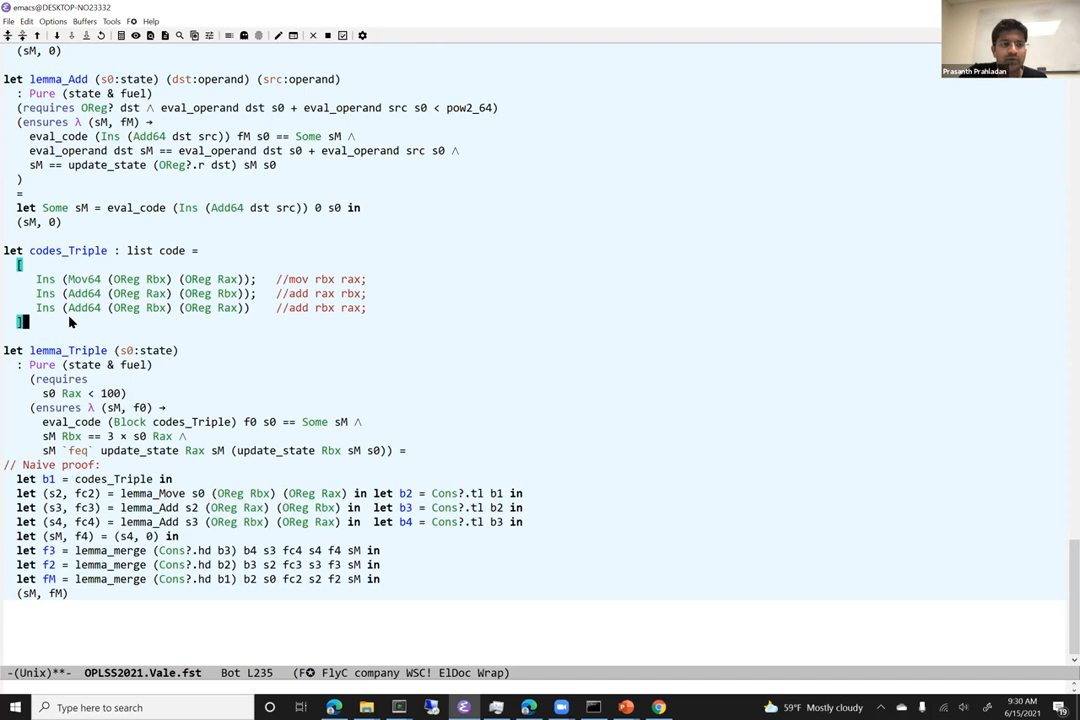 emacs@DESKTOP-NO23332
File Edit Options Buffers Tools F✪ Help
(sM, 0)
let lemma_Add (s0:state) (dst:operand) (src:operand)
: Pure (state & fuel)
(requires OReg? dst ∧ eval_operand dst s0 + eval_operand src s0 < pow2_64)
(ensures λ (sM, fM) →
eval_code (Ins (Add64 dst src)) fM s0 == Some sM ∧
eval_operand dst sM == eval_operand dst s0 + eval_operand src s0 ∧
sM == update_state (OReg?.r dst) sM s0
)
=
let Some sM = eval_code (Ins (Add64 dst src)) 0 s0 in
(sM, 0)
let codes_Triple : list code =
[
Ins (Mov64 (OReg Rbx) (OReg Rax)); //mov rbx rax;
Ins (Add64 (OReg Rax) (OReg Rbx)); //add rax rbx;
Ins (Add64 (OReg Rbx) (OReg Rax)) //add rbx rax;
]
let lemma_Triple (s0:state)
: Pure (state & fuel)
(requires
s0 Rax < 100)
(ensures λ (sM, f0) →
eval_code (Block codes_Triple) f0 s0 == Some sM ∧
sM Rbx == 3 × s0 Rax ∧
sM `feq` update_state Rax sM (update_state Rbx sM s0)) =
// Naive proof:
let b1 = codes_Triple in
let (s2, fc2) = lemma_Move s0 (OReg Rbx) (OReg Rax) in let b2 = Cons?.tl b1 in
let (s3, fc3) = lemma_Add s2 (OReg Rax) (OReg Rbx) in let b3 = Cons?.tl b2 in
let (s4, fc4) = lemma_Add s3 (OReg Rbx) (OReg Rax) in let b4 = Cons?.tl b3 in
let (sM, f4) = (s4, 0) in
let f3 = lemma_merge (Cons?.hd b3) b4 s3 fc4 s4 f4 sM in
let f2 = lemma_merge (Cons?.hd b2) b3 s2 fc3 s3 f3 sM in
let fM = lemma_merge (Cons?.hd b1) b2 s0 fc2 s2 f2 sM in
(sM, fM)
-(Unix)**- OPLSS2021.Vale.fst Bot L235 (F✪ FlyC company WSC! ElDoc Wrap)
Type here to search
59°F Mostly cloudy
9:30 AM
6/15/2021
19
Prasanth Prahladan